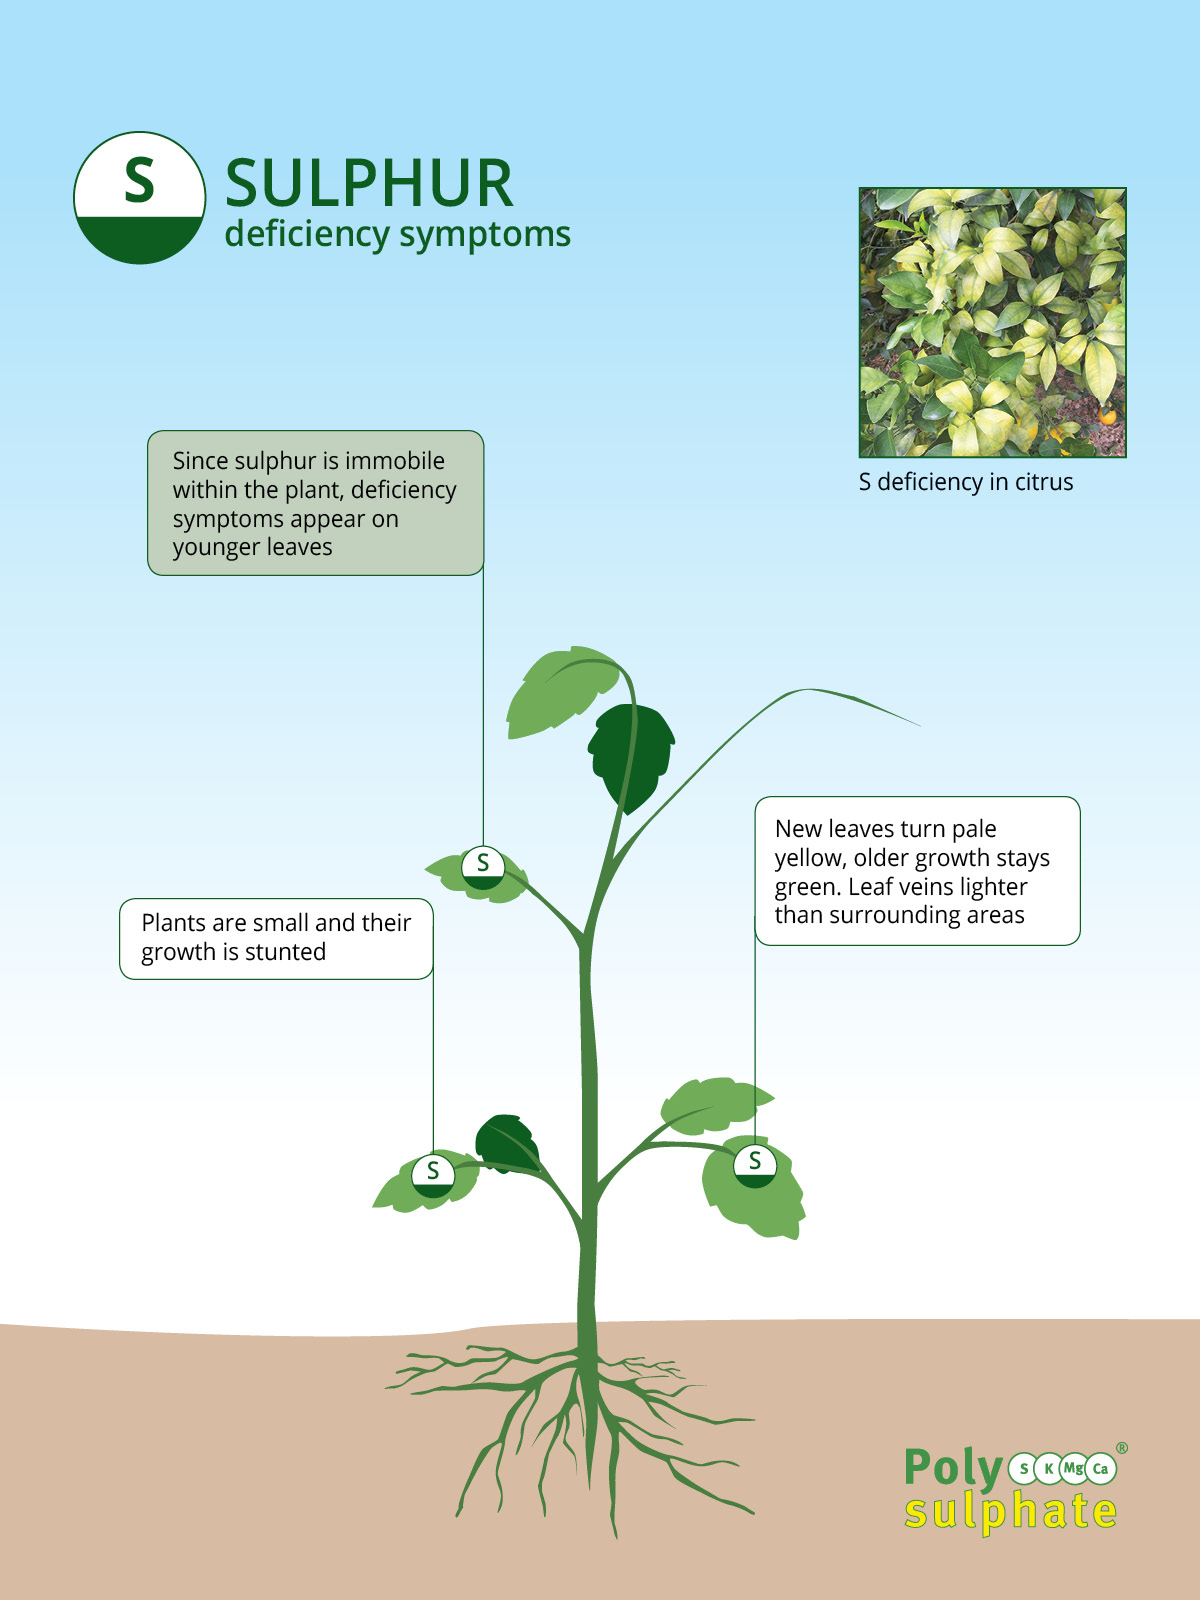 S
SULPHUR
deficiency symptoms
S deficiency in citrus
Since sulphur is immobile
within the plant, deficiency
symptoms appear on
younger leaves
New leaves turn pale
yellow, older growth stays
green. Leaf veins lighter
than surrounding areas
S
Plants are small and their
growth is stunted
S
S
Poly S K Mg Ca ®
sulphate